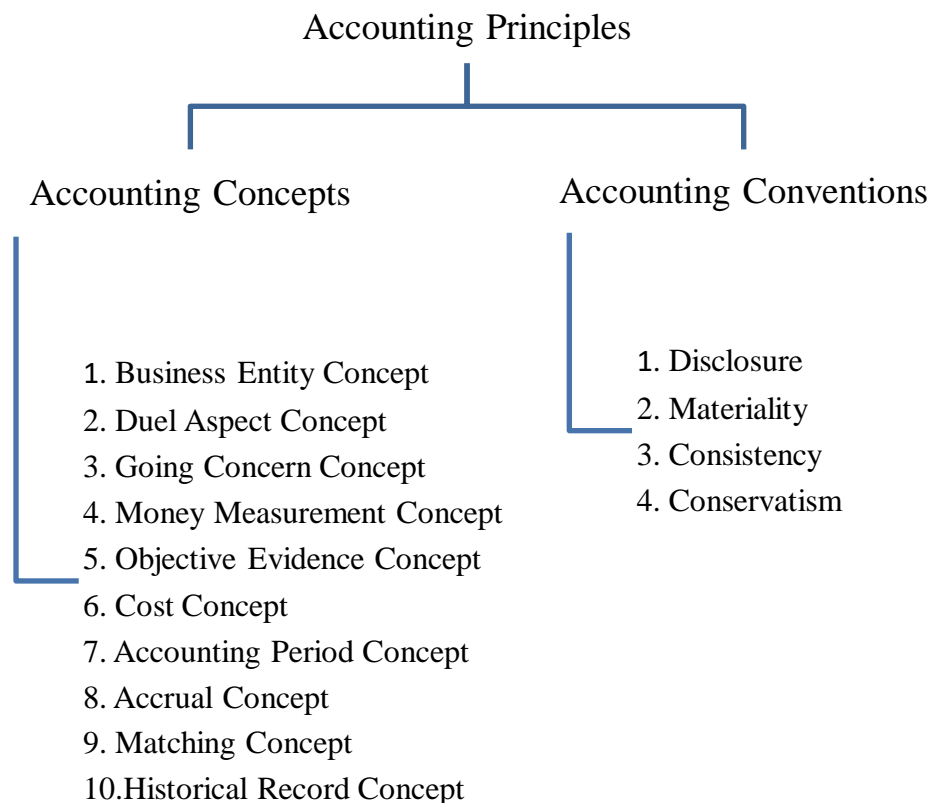 Accounting Principles
Accounting Concepts
1. Business Entity Concept
2. Duel Aspect Concept
3. Going Concern Concept
4. Money Measurement Concept
5. Objective Evidence Concept
6. Cost Concept
7. Accounting Period Concept
8. Accrual Concept
9. Matching Concept
10.Historical Record Concept
Accounting Conventions
1. Disclosure
2. Materiality
3. Consistency
4. Conservatism